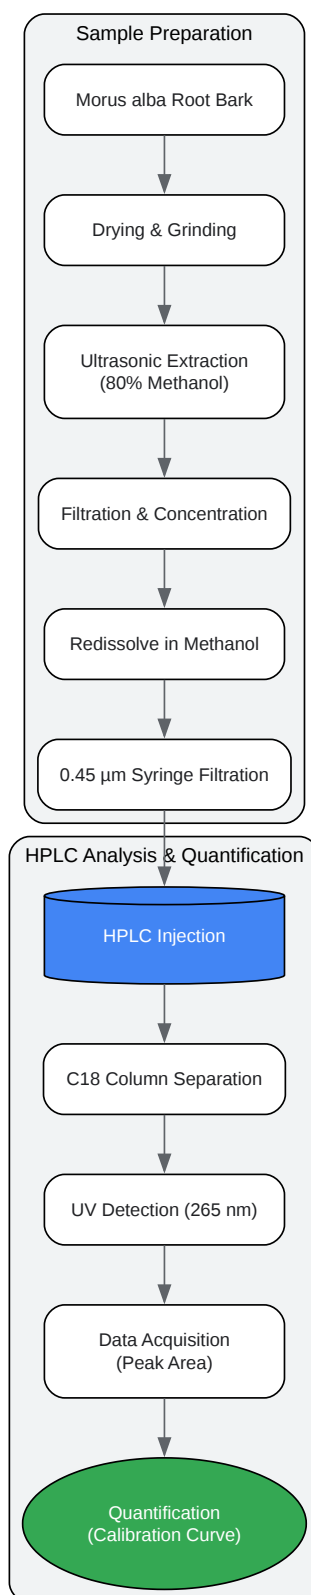 Sample Preparation
Morus alba Root Bark
Drying & Grinding
Ultrasonic Extraction
(80% Methanol)
Filtration & Concentration
Redissolve in Methanol
0.45 µm Syringe Filtration
HPLC Analysis & Quantification
HPLC Injection
C18 Column Separation
UV Detection (265 nm)
Data Acquisition
(Peak Area)
Quantification
(Calibration Curve)